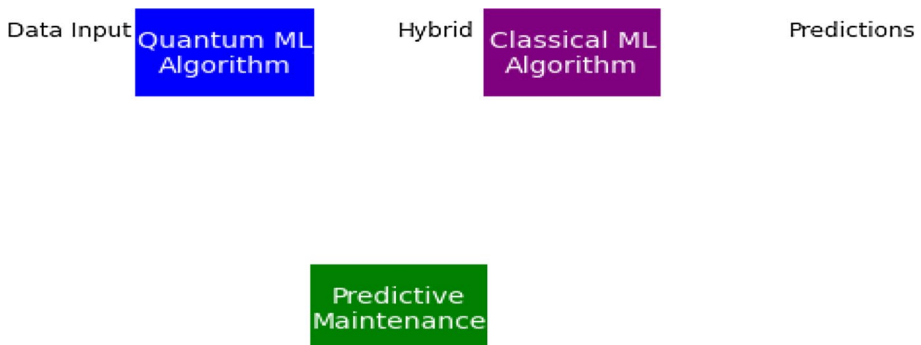 Data Input
Quantum ML
Algorithm
Hybrid
Classical ML
Algorithm
Predictions
Predictive
Maintenance